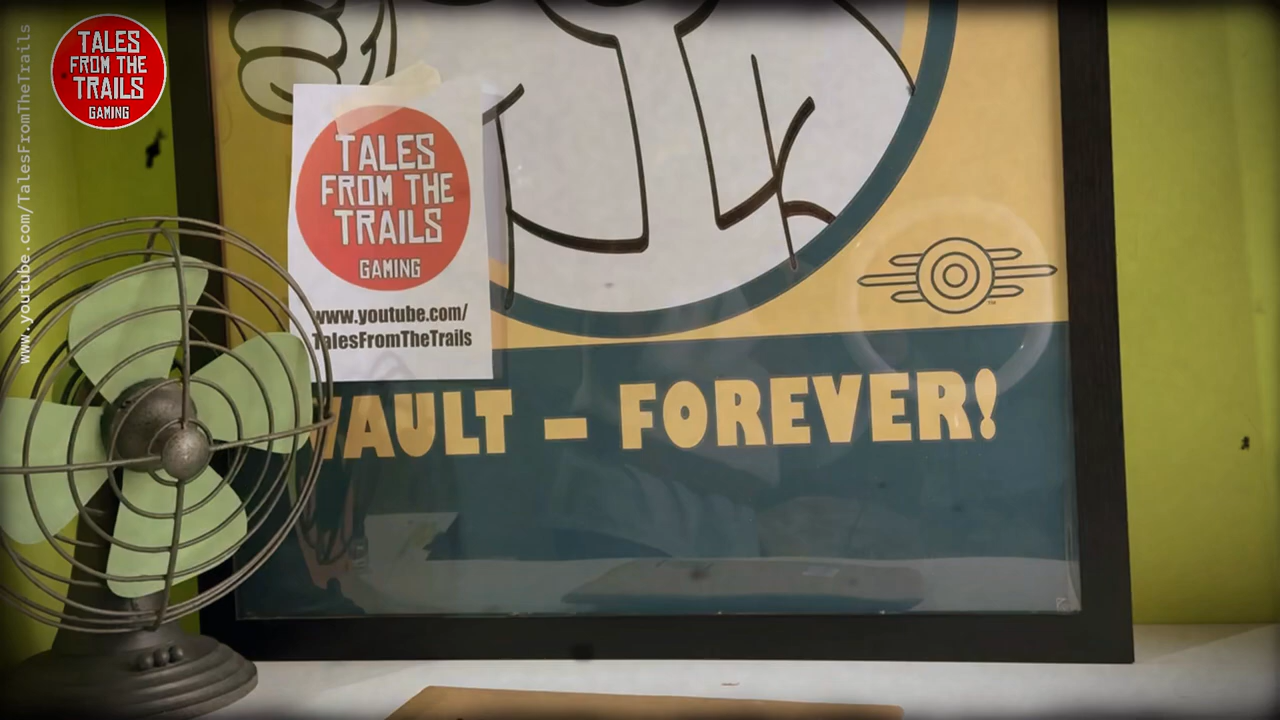 TALES
FROM THE
TRAILS
GAMING
www.youtube.com/TalesFromTheTrails
TALES
FROM THE
TRAILS
GAMING
www.youtube.com/
TalesFromTheTrails
VAULT – FOREVER!
TM